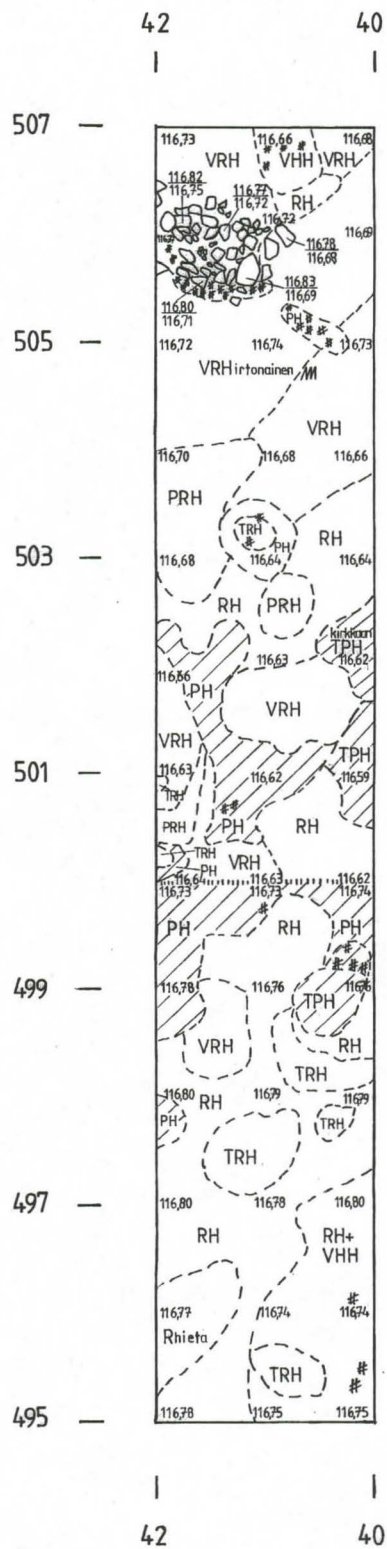 42 40
507
116,73 116,66 116,68
VRH VHH VRH
116,82
116,75
116,77
116,72
RH
116,72
116,78
116,68
116,69
116,83
116,69
116,80
116,71
PH
505
116,72 116,74 116,73
VRH irtonainen
VRH
116,70 116,68 116,66
PRH
TRH
PH
RH
503
116,68 116,64 116,64
RH PRH
kirkkaan
TPH
116,63 116,62
116,66
PH
VRH
VRH
TPH
501
116,63 116,62 116,59
TRH
PRH PH RH
TRH
PH
VRH
116,64 116,63 116,62
116,73 116,73 116,74
PH RH PH
499
116,78 116,76 116,76
TPH
VRH RH
TRH
116,80 RH 116,79 116,79
PH TRH
TRH
497
116,80 116,78 116,80
RH RH+
VHH
116,77 116,74 116,74
Rhieta
TRH
495
116,78 116,75 116,75
42 40